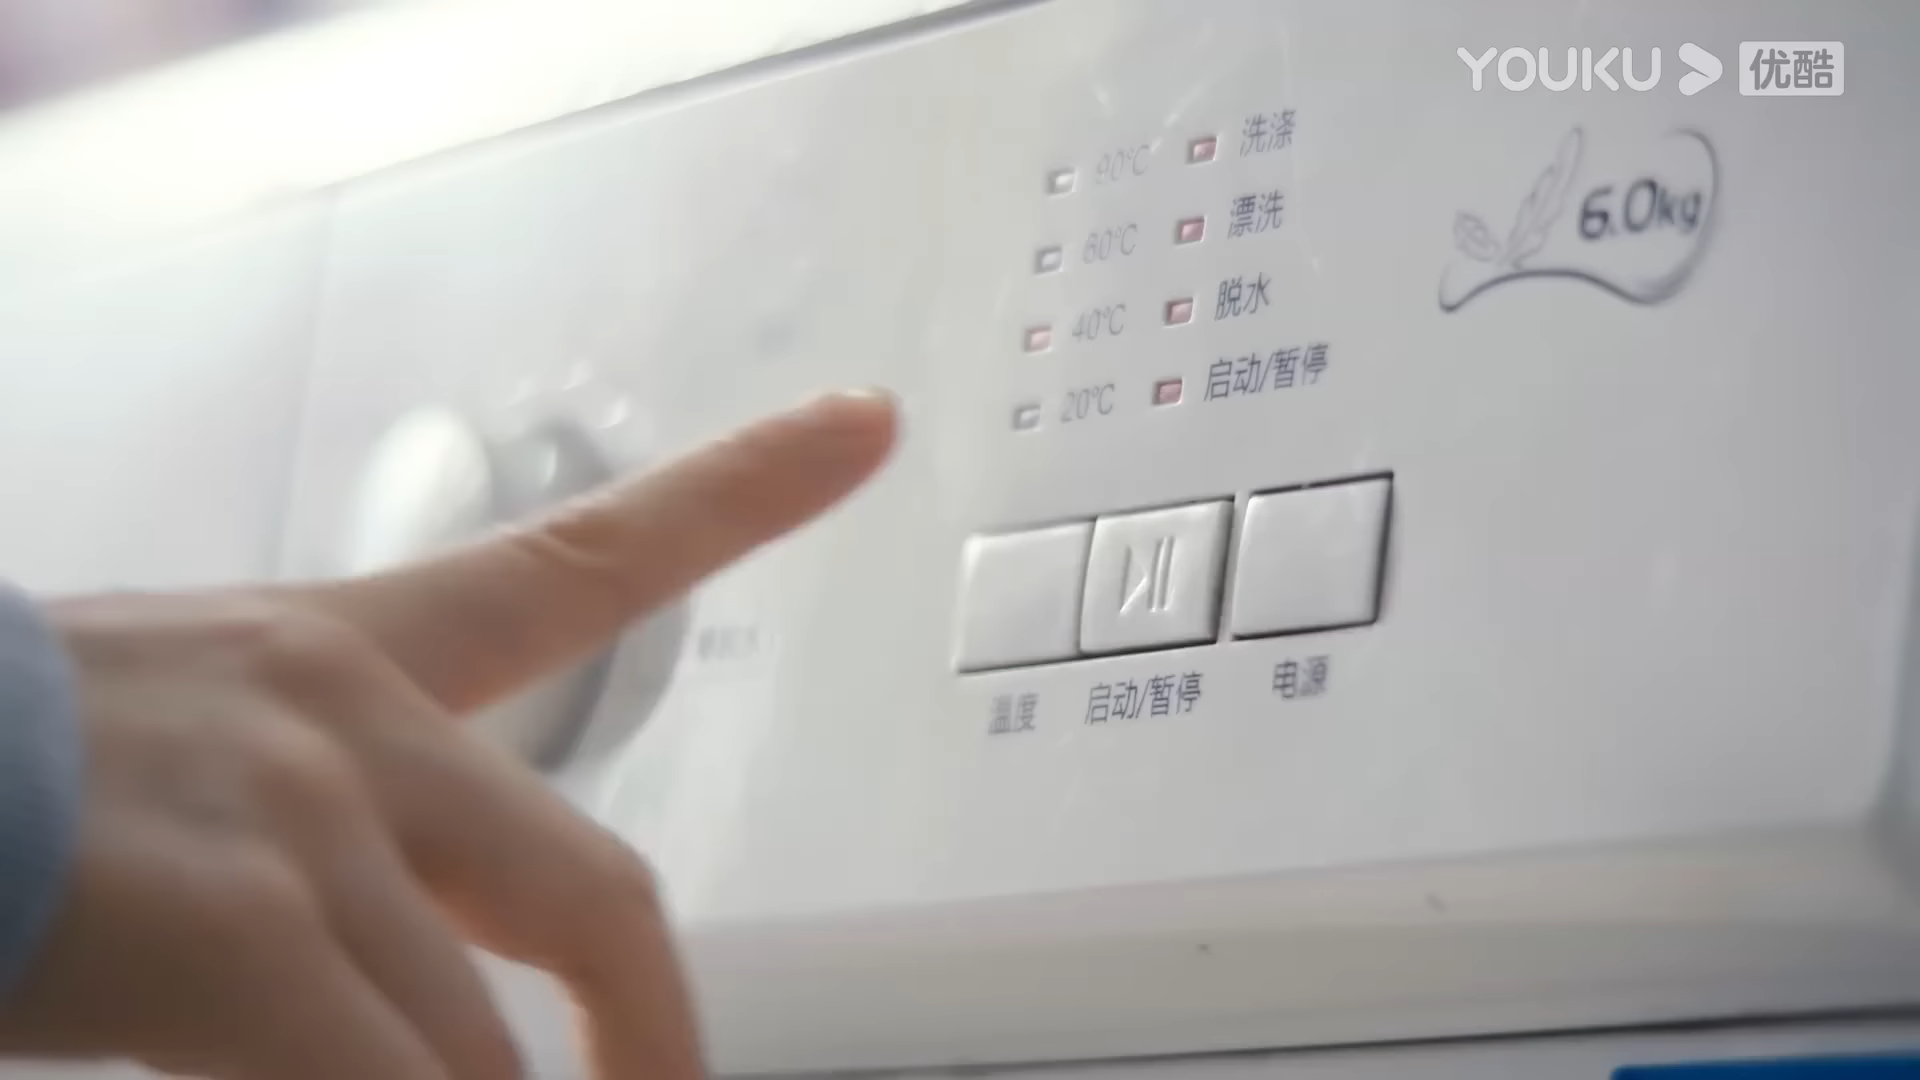 YOUKU 优酷
90℃ 洗涤
60℃ 漂洗
40℃ 脱水
20℃ 启动/暂停
6.0kg
温度 启动/暂停 电源